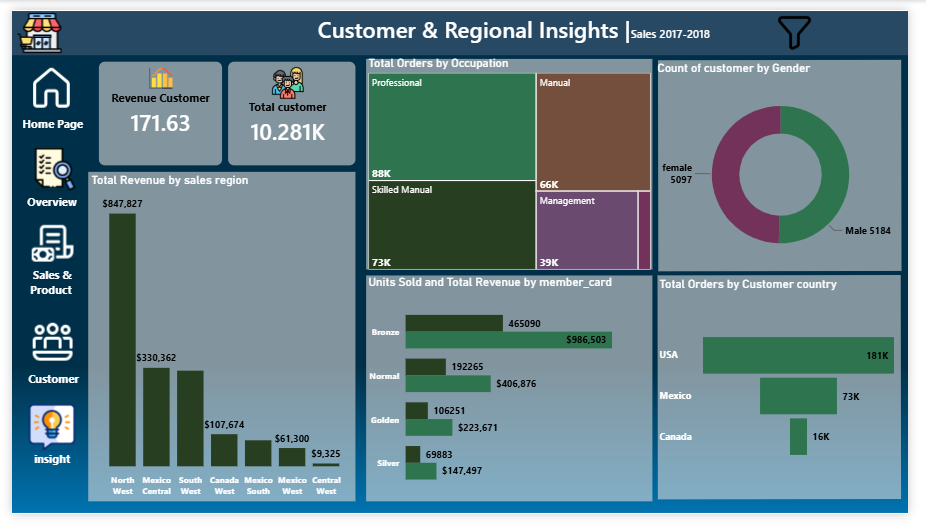 Customer & Regional Insights |Sales 2017-2018
Home Page
Overview
Sales &
Product
Customer
insight
Revenue Customer
171.63
Total customer
10.281K
Total Revenue by sales region
$847,827
$330,362
$107,674
$61,300
$9,325
North
West
Mexico
Central
South
West
Canada
West
Mexico
South
Mexico
West
Central
West
Total Orders by Occupation
Professional
88K
Manual
66K
Skilled Manual
73K
Management
39K
Units Sold and Total Revenue by member_card
Bronze
465090
$986,503
Normal
192265
$406,876
Golden
106251
$223,671
Silver
69883
$147,497
Count of customer by Gender
female
5097
Male 5184
Total Orders by Customer country
USA
181K
Mexico
73K
Canada
16K